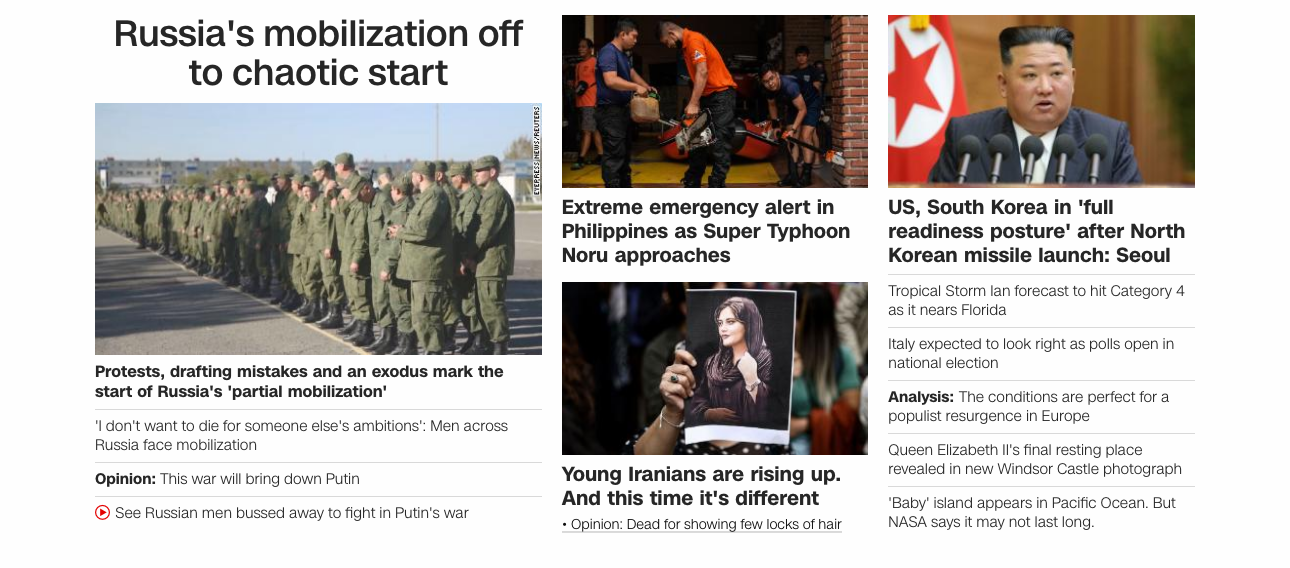 Russia's mobilization off
to chaotic start
EYEPRESS NEWS/REUTERS
Protests, drafting mistakes and an exodus mark the
start of Russia's 'partial mobilization'
'I don't want to die for someone else's ambitions': Men across
Russia face mobilization
Opinion: This war will bring down Putin
See Russian men bussed away to fight in Putin's war
Extreme emergency alert in
Philippines as Super Typhoon
Noru approaches
Young Iranians are rising up.
And this time it's different
• Opinion: Dead for showing few locks of hair
US, South Korea in 'full
readiness posture' after North
Korean missile launch: Seoul
Tropical Storm Ian forecast to hit Category 4
as it nears Florida
Italy expected to look right as polls open in
national election
Analysis: The conditions are perfect for a
populist resurgence in Europe
Queen Elizabeth II's final resting place
revealed in new Windsor Castle photograph
'Baby' island appears in Pacific Ocean. But
NASA says it may not last long.